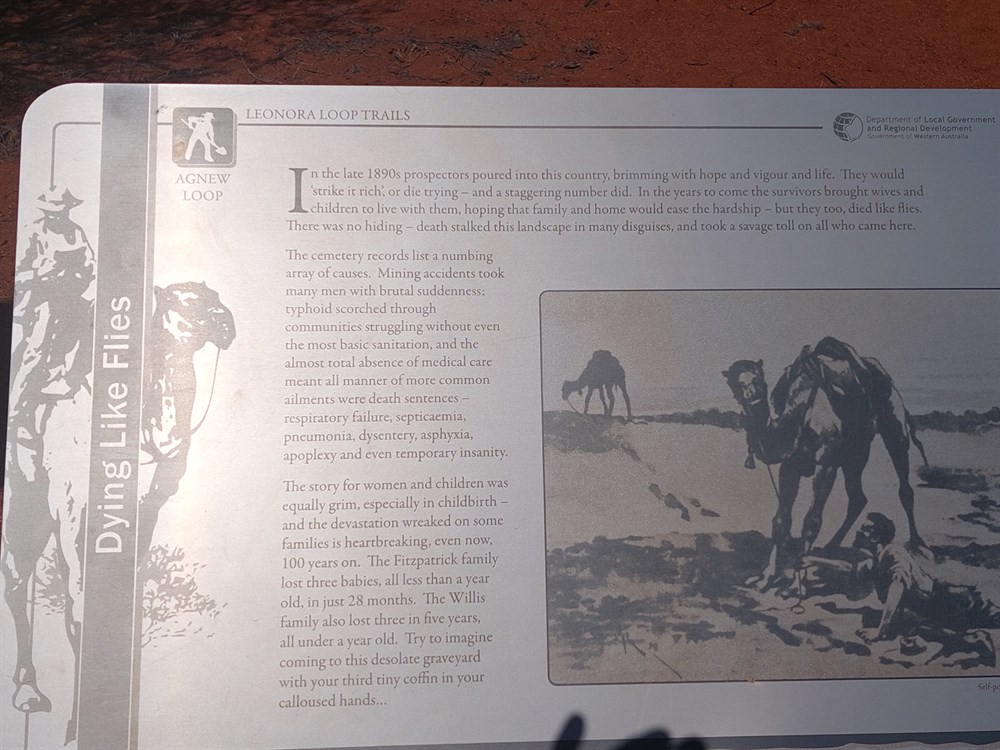 LEONORA LOOP TRAILS
Department of Local Government
and Regional Development
Government of Western Australia
AGNEW
LOOP
Dying Like Flies
In the late 1890s prospectors poured into this country, brimming with hope and vigour and life. They would
‘strike it rich’, or die trying – and a staggering number did. In the years to come the survivors brought wives and
children to live with them, hoping that family and home would ease the hardship – but they too, died like flies.
There was no hiding – death stalked this landscape in many disguises, and took a savage toll on all who came here.
The cemetery records list a numbing
array of causes. Mining accidents took
many men with brutal suddenness;
typhoid scorched through
communities struggling without even
the most basic sanitation, and the
almost total absence of medical care
meant all manner of more common
ailments were death sentences –
respiratory failure, septicaemia,
pneumonia, dysentery, asphyxia,
apoplexy and even temporary insanity.
The story for women and children was
equally grim, especially in childbirth –
and the devastation wreaked on some
families is heartbreaking, even now,
100 years on. The Fitzpatrick family
lost three babies, all less than a year
old, in just 28 months. The Willis
family also lost three in five years,
all under a year old. Try to imagine
coming to this desolate graveyard
with your third tiny coffin in your
calloused hands...